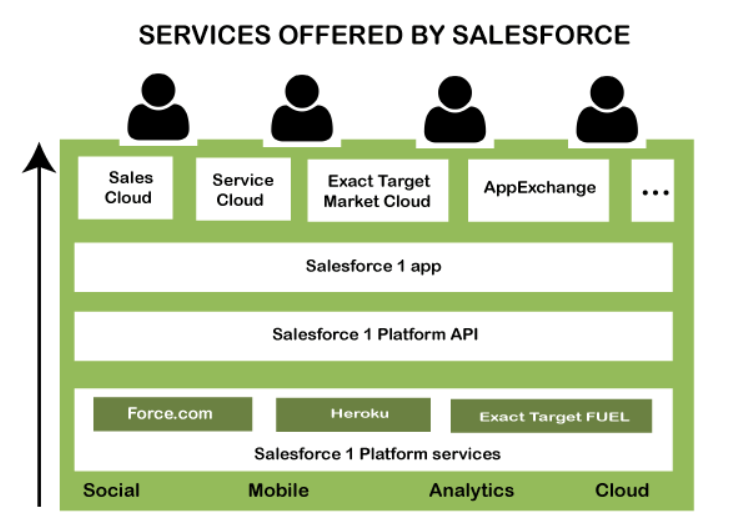 SERVICES OFFERED BY SALESFORCE
Sales
Cloud
Service
Cloud
Exact Target
Market Cloud
AppExchange
...
Salesforce 1 app
Salesforce 1 Platform API
Force.com
Heroku
Exact Target FUEL
Salesforce 1 Platform services
Social
Mobile
Analytics
Cloud